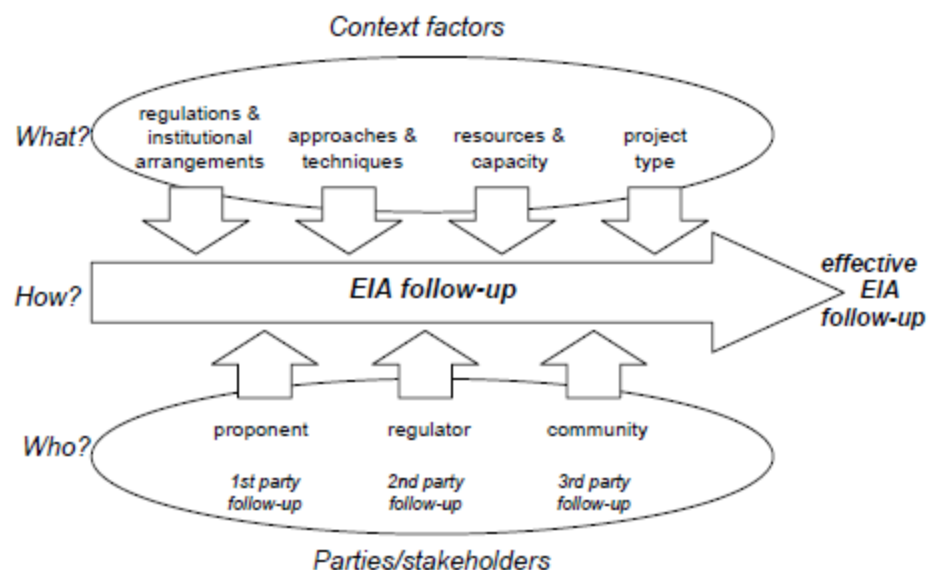 Context factors
What?
regulations &
institutional
arrangements
approaches &
techniques
resources &
capacity
project
type
How?
EIA follow-up
effective
EIA
follow-up
Who?
proponent
regulator
community
1st party
follow-up
2nd party
follow-up
3rd party
follow-up
Parties/stakeholders